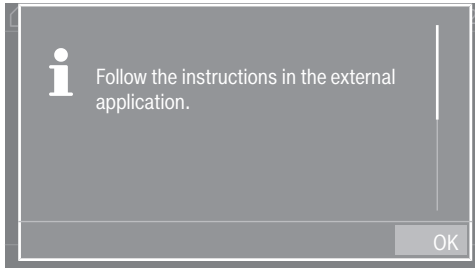 Follow the instructions in the external
application.
OK